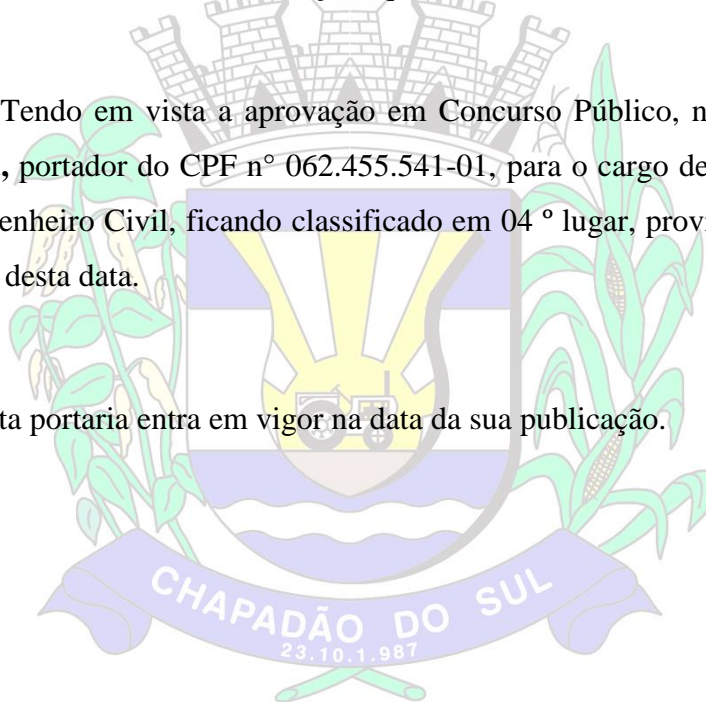 Tendo em vista a aprovação em Concurso Público, n
, portador do CPF n° 062.455.541-01, para o cargo de
enheiro Civil, ficando classificado em 04 º lugar, provi
desta data.
ta portaria entra em vigor na data da sua publicação.
CHAPADÃO DO SUL
23.10.1.987